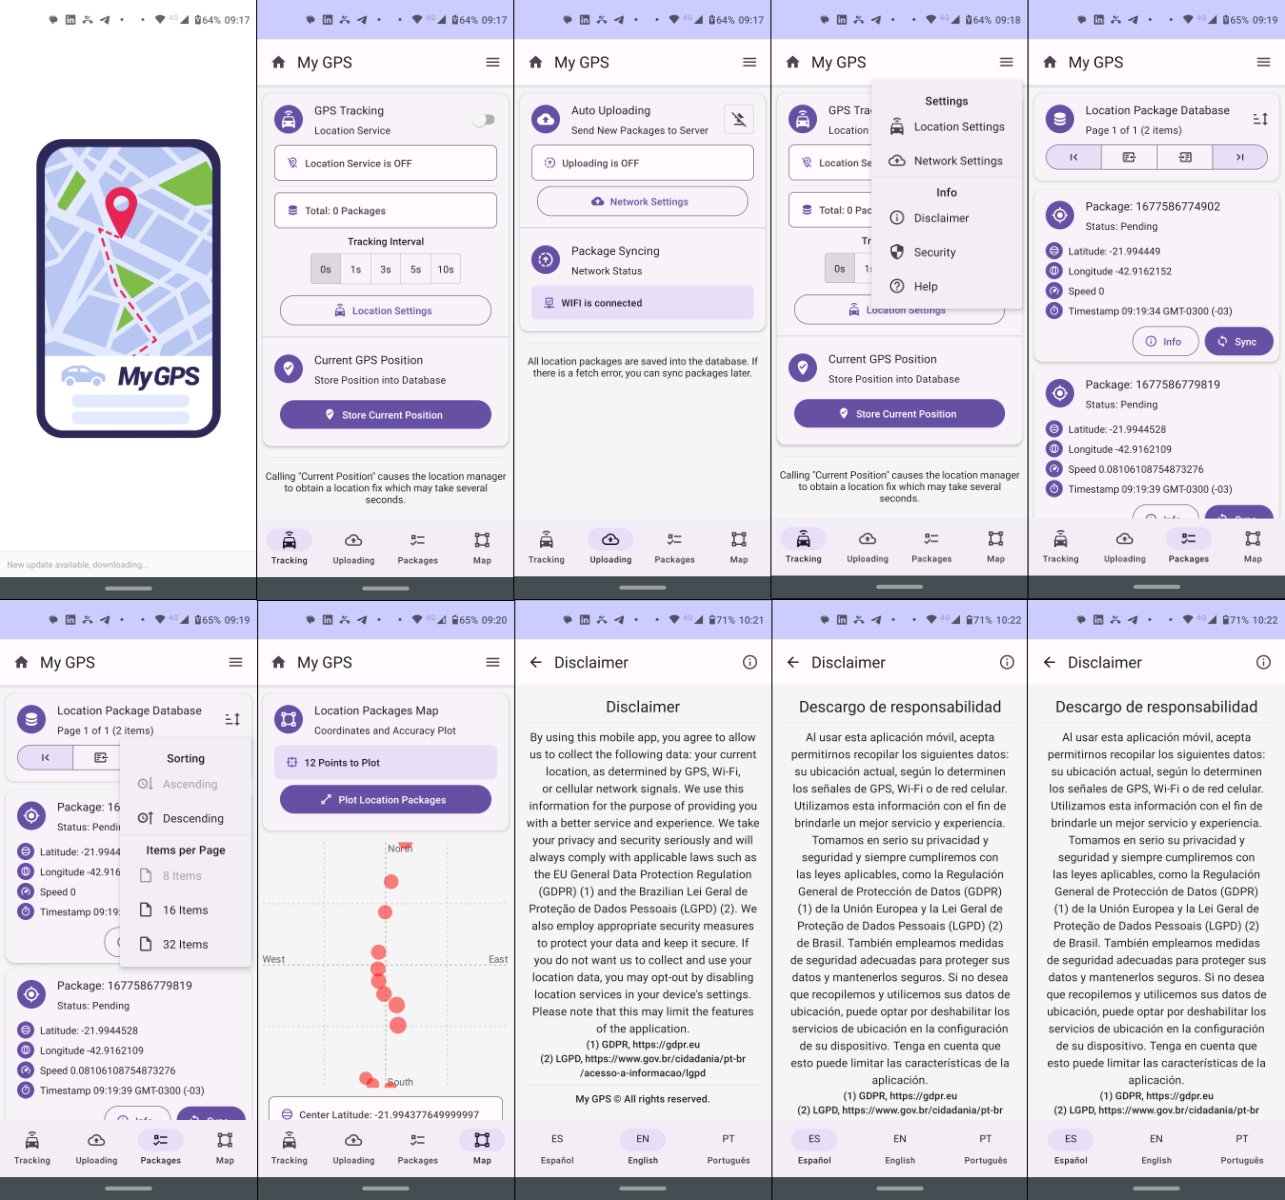 4G 64% 09:17
My GPS
New update available, downloading...
4G 64% 09:17
My GPS
GPS Tracking
Location Service
Location Service is OFF
Total: 0 Packages
Tracking Interval
0s 1s 3s 5s 10s
Location Settings
Current GPS Position
Store Position into Database
Store Current Position
Calling "Current Position" causes the location manager
to obtain a location fix which may take several
seconds.
Tracking Uploading Packages Map
4G 64% 09:17
My GPS
Auto Uploading
Send New Packages to Server
Uploading is OFF
Network Settings
Package Syncing
Network Status
WIFI is connected
All location packages are saved into the database. If
there is a fetch error, you can sync packages later.
Tracking Uploading Packages Map
4G 64% 09:18
My GPS
GPS Tra
Location
Location Se
Total: 0 Pac
Tr
0s 1
Location Settings
Settings
Location Settings
Network Settings
Info
Disclaimer
Security
Help
Current GPS Position
Store Position into Database
Store Current Position
Calling "Current Position" causes the location manager
to obtain a location fix which may take several
seconds.
Tracking Uploading Packages Map
4G 65% 09:19
My GPS
Location Package Database
Page 1 of 1 (2 items)
Package: 1677586774902
Status: Pending
Latitude: -21.994449
Longitude -42.9162152
Speed 0
Timestamp 09:19:34 GMT-0300 (-03)
Info Sync
Package: 1677586779819
Status: Pending
Latitude: -21.9944528
Longitude -42.9162109
Speed 0.08106108754873276
Timestamp 09:19:39 GMT-0300 (-03)
Info Sync
Tracking Uploading Packages Map
4G 65% 09:19
My GPS
Location Package Database
Page 1 of 1 (2 items)
Package: 16
Status: Pendin
Latitude: -21.9944
Longitude -42.916
Speed 0
Timestamp 09:19:
Sorting
Ascending
Descending
Items per Page
8 Items
16 Items
32 Items
Package: 1677586779819
Status: Pending
Latitude: -21.9944528
Longitude -42.9162109
Speed 0.08106108754873276
Timestamp 09:19:39 GMT-0300 (-03)
Info Sync
Tracking Uploading Packages Map
4G 65% 09:20
My GPS
Location Packages Map
Coordinates and Accuracy Plot
12 Points to Plot
Plot Location Packages
North
West East
South
Center Latitude: -21.994377649999997
Tracking Uploading Packages Map
4G 71% 10:21
Disclaimer
Disclaimer
By using this mobile app, you agree to allow
us to collect the following data: your current
location, as determined by GPS, Wi-Fi,
or cellular network signals. We use this
information for the purpose of providing you
with a better service and experience. We take
your privacy and security seriously and will
always comply with applicable laws such as
the EU General Data Protection Regulation
(GDPR) (1) and the Brazilian Lei Geral de
Proteção de Dados Pessoais (LGPD) (2). We
also employ appropriate security measures
to protect your data and keep it secure. If
you do not want us to collect and use your
location data, you may opt-out by disabling
location services in your device's settings.
Please note that this may limit the features
of the application.
(1) GDPR, https://gdpr.eu
(2) LGPD, https://www.gov.br/cidadania/pt-br
/acesso-a-informacao/lgpd
My GPS © All rights reserved.
ES EN PT
Español English Português
4G 71% 10:22
Disclaimer
Descargo de responsabilidad
Al usar esta aplicación móvil, acepta
permitirnos recopilar los siguientes datos:
su ubicación actual, según lo determinen
los señales de GPS, Wi-Fi o de red celular.
Utilizamos esta información con el fin de
brindarle un mejor servicio y experiencia.
Tomamos en serio su privacidad y
seguridad y siempre cumpliremos con
las leyes aplicables, como la Regulación
General de Protección de Datos (GDPR)
(1) de la Unión Europea y la Lei Geral de
Proteção de Dados Pessoais (LGPD) (2)
de Brasil. También empleamos medidas
de seguridad adecuadas para proteger sus
datos y mantenerlos seguros. Si no desea
que recopilemos y utilicemos sus datos de
ubicación, puede optar por deshabilitar los
servicios de ubicación en la configuración
de su dispositivo. Tenga en cuenta que
esto puede limitar las características de la
aplicación.
(1) GDPR, https://gdpr.eu
(2) LGPD, https://www.gov.br/cidadania/pt-br
ES EN PT
Español English Português
4G 71% 10:22
Disclaimer
Descargo de responsabilidad
Al usar esta aplicación móvil, acepta
permitirnos recopilar los siguientes datos:
su ubicación actual, según lo determinen
los señales de GPS, Wi-Fi o de red celular.
Utilizamos esta información con el fin de
brindarle un mejor servicio y experiencia.
Tomamos en serio su privacidad y
seguridad y siempre cumpliremos con
las leyes aplicables, como la Regulación
General de Protección de Datos (GDPR)
(1) de la Unión Europea y la Lei Geral de
Proteção de Dados Pessoais (LGPD) (2)
de Brasil. También empleamos medidas
de seguridad adecuadas para proteger sus
datos y mantenerlos seguros. Si no desea
que recopilemos y utilicemos sus datos de
ubicación, puede optar por deshabilitar los
servicios de ubicación en la configuración
de su dispositivo. Tenga en cuenta que
esto puede limitar las características de la
aplicación.
(1) GDPR, https://gdpr.eu
(2) LGPD, https://www.gov.br/cidadania/pt-br
ES EN PT
Español English Português